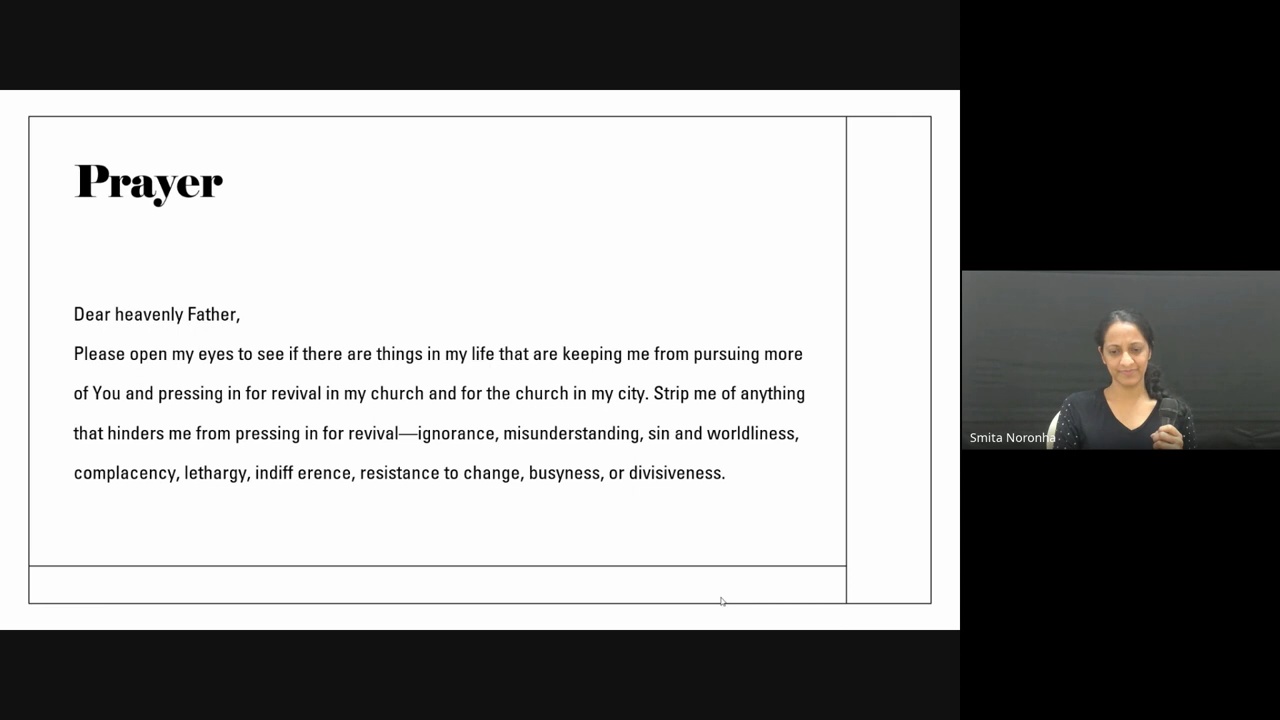 Prayer
Dear heavenly Father,
Please open my eyes to see if there are things in my life that are keeping me from pursuing more
of You and pressing in for revival in my church and for the church in my city. Strip me of anything
that hinders me from pressing in for revival—ignorance, misunderstanding, sin and worldliness,
complacency, lethargy, indiff erence, resistance to change, busyness, or divisiveness.
Smita Noronha